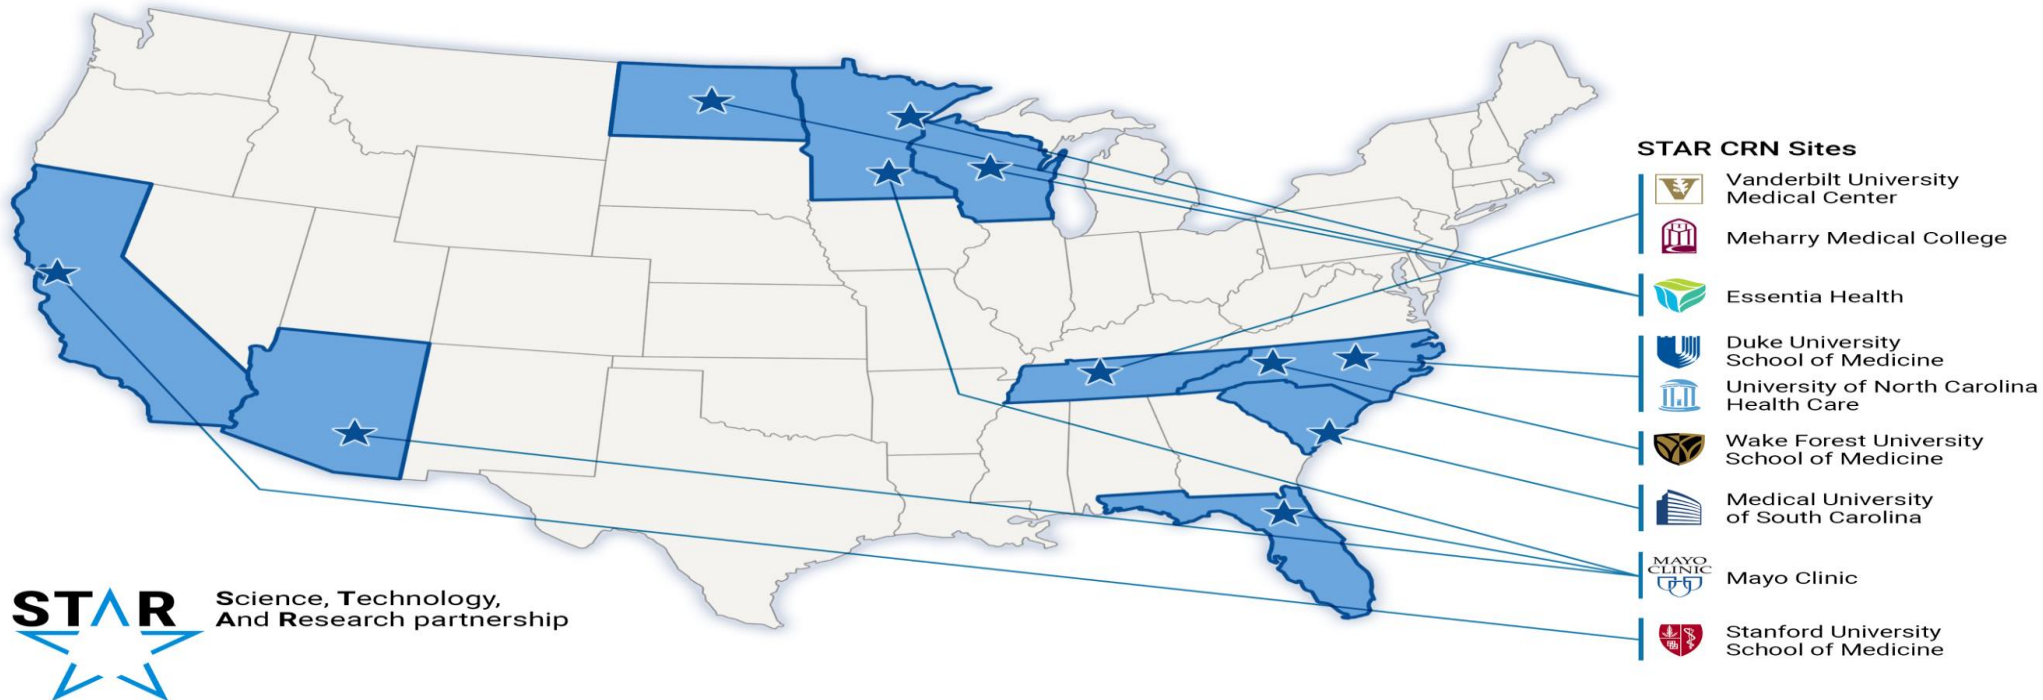 STAR CRN Sites
Vanderbilt University
Medical Center
Meharry Medical College
Essentia Health
Duke University
School of Medicine
University of North Carolina
Health Care
Wake Forest University
School of Medicine
Medical University
of South Carolina
MAYO
CLINIC
Mayo Clinic
Stanford University
School of Medicine
STAR
Science, Technology,
And Research partnership